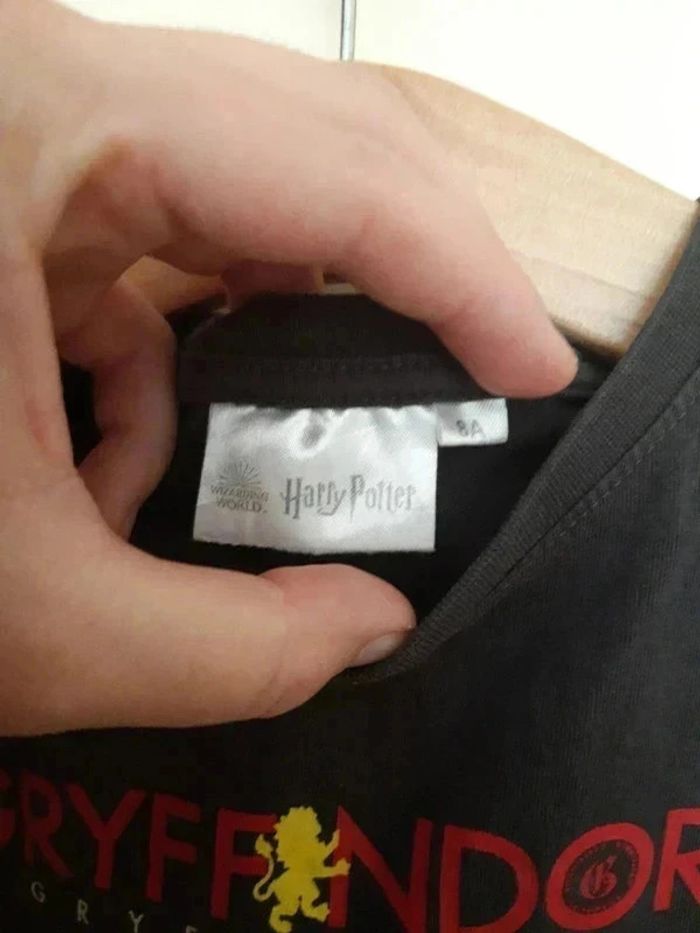 8A
WIZARDING
WORLD.
Harry Potter
GRYFFINDOR
G R Y F